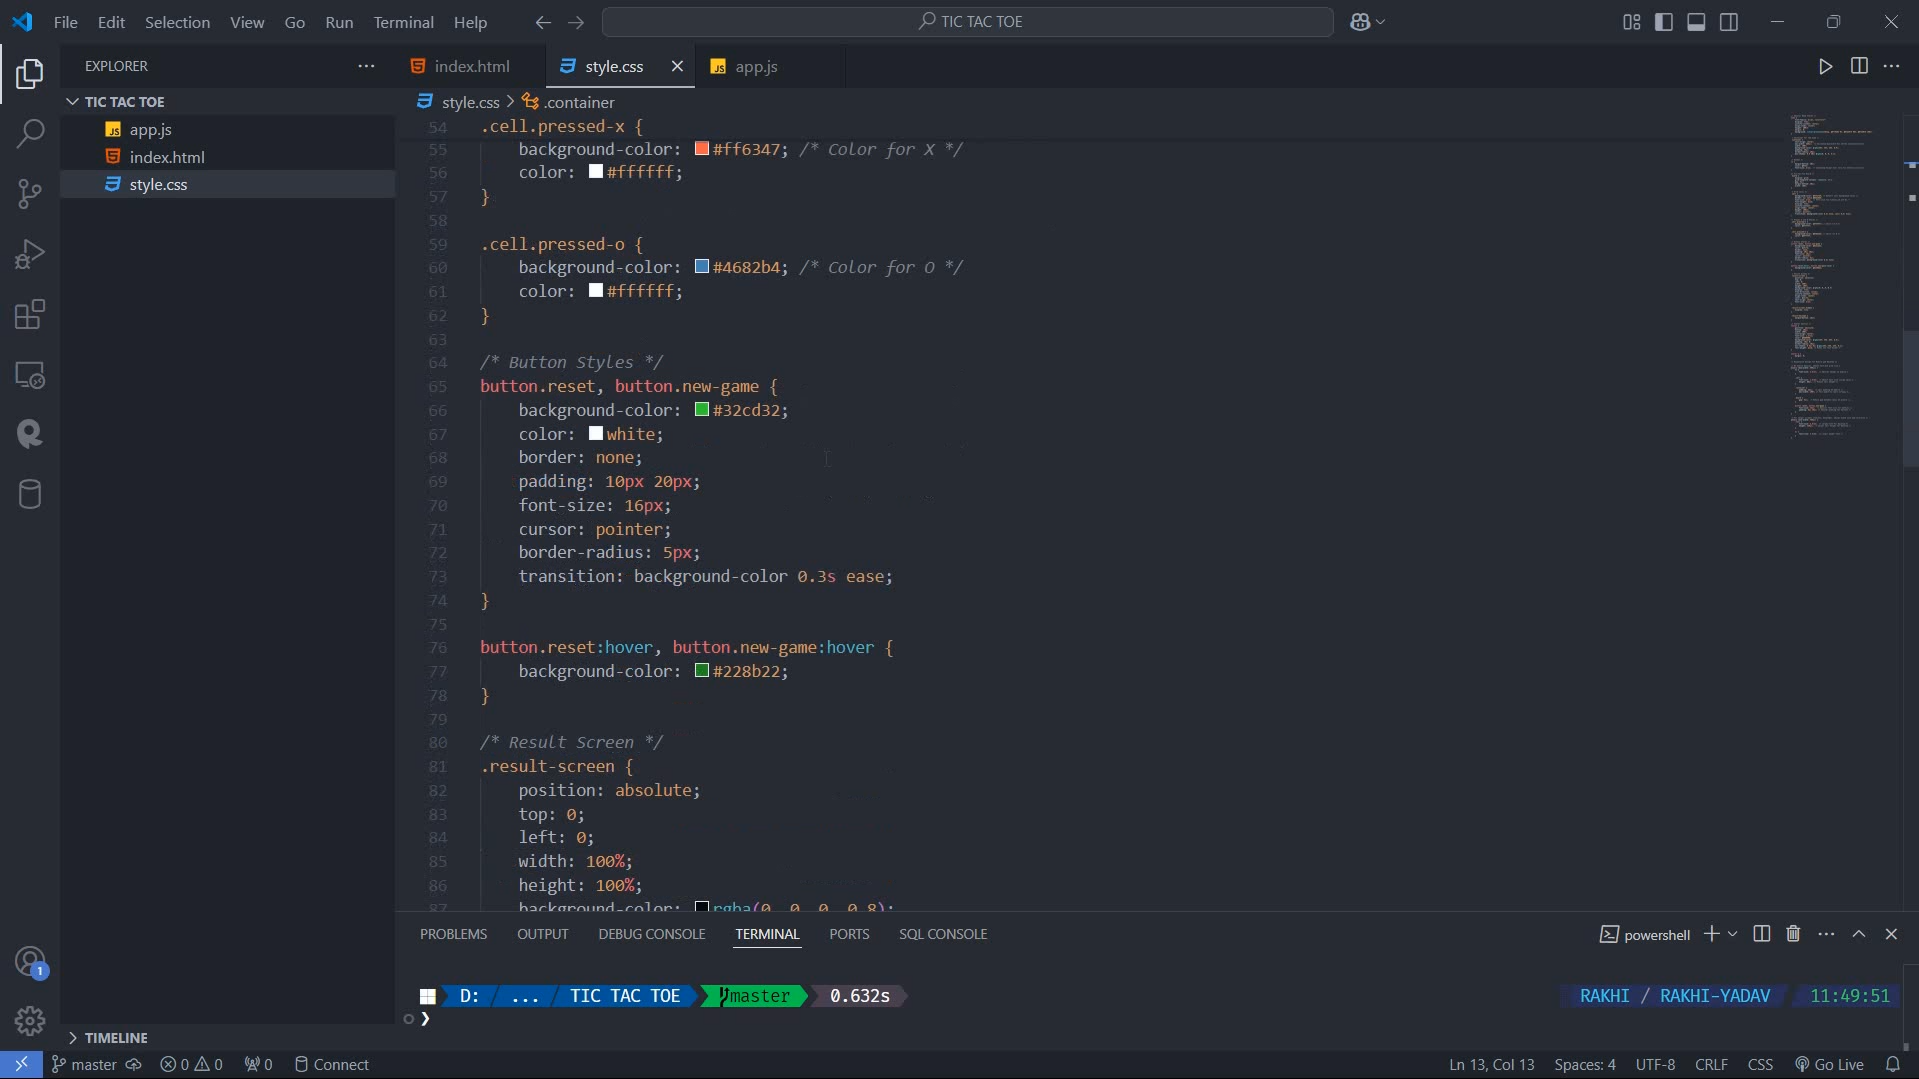 File Edit Selection View Go Run Terminal Help
TIC TAC TOE
EXPLORER
index.html
style.css
app.js
TIC TAC TOE
app.js
index.html
style.css
style.css > .container
54 .cell.pressed-x {
55 background-color: #ff6347; /* Color for X */
56 color: #ffffff;
57 }
58
59 .cell.pressed-o {
60 background-color: #4682b4; /* Color for O */
61 color: #ffffff;
62 }
63
64 /* Button Styles */
65 button.reset, button.new-game {
66 background-color: #32cd32;
67 color: white;
68 border: none;
69 padding: 10px 20px;
70 font-size: 16px;
71 cursor: pointer;
72 border-radius: 5px;
73 transition: background-color 0.3s ease;
74 }
75
76 button.reset:hover, button.new-game:hover {
77 background-color: #228b22;
78 }
79
80 /* Result Screen */
81 .result-screen {
82 position: absolute;
83 top: 0;
84 left: 0;
85 width: 100%;
86 height: 100%;
87 background-color: rgba(0, 0, 0, 0.8);
PROBLEMS OUTPUT DEBUG CONSOLE TERMINAL PORTS SQL CONSOLE
powershell
D: ... TIC TAC TOE master 0.632s
RAKHI / RAKHI-YADAV 11:49:51
❯
TIMELINE
1
master 0 0 0 Connect
Ln 13, Col 13 Spaces: 4 UTF-8 CRLF CSS Go Live